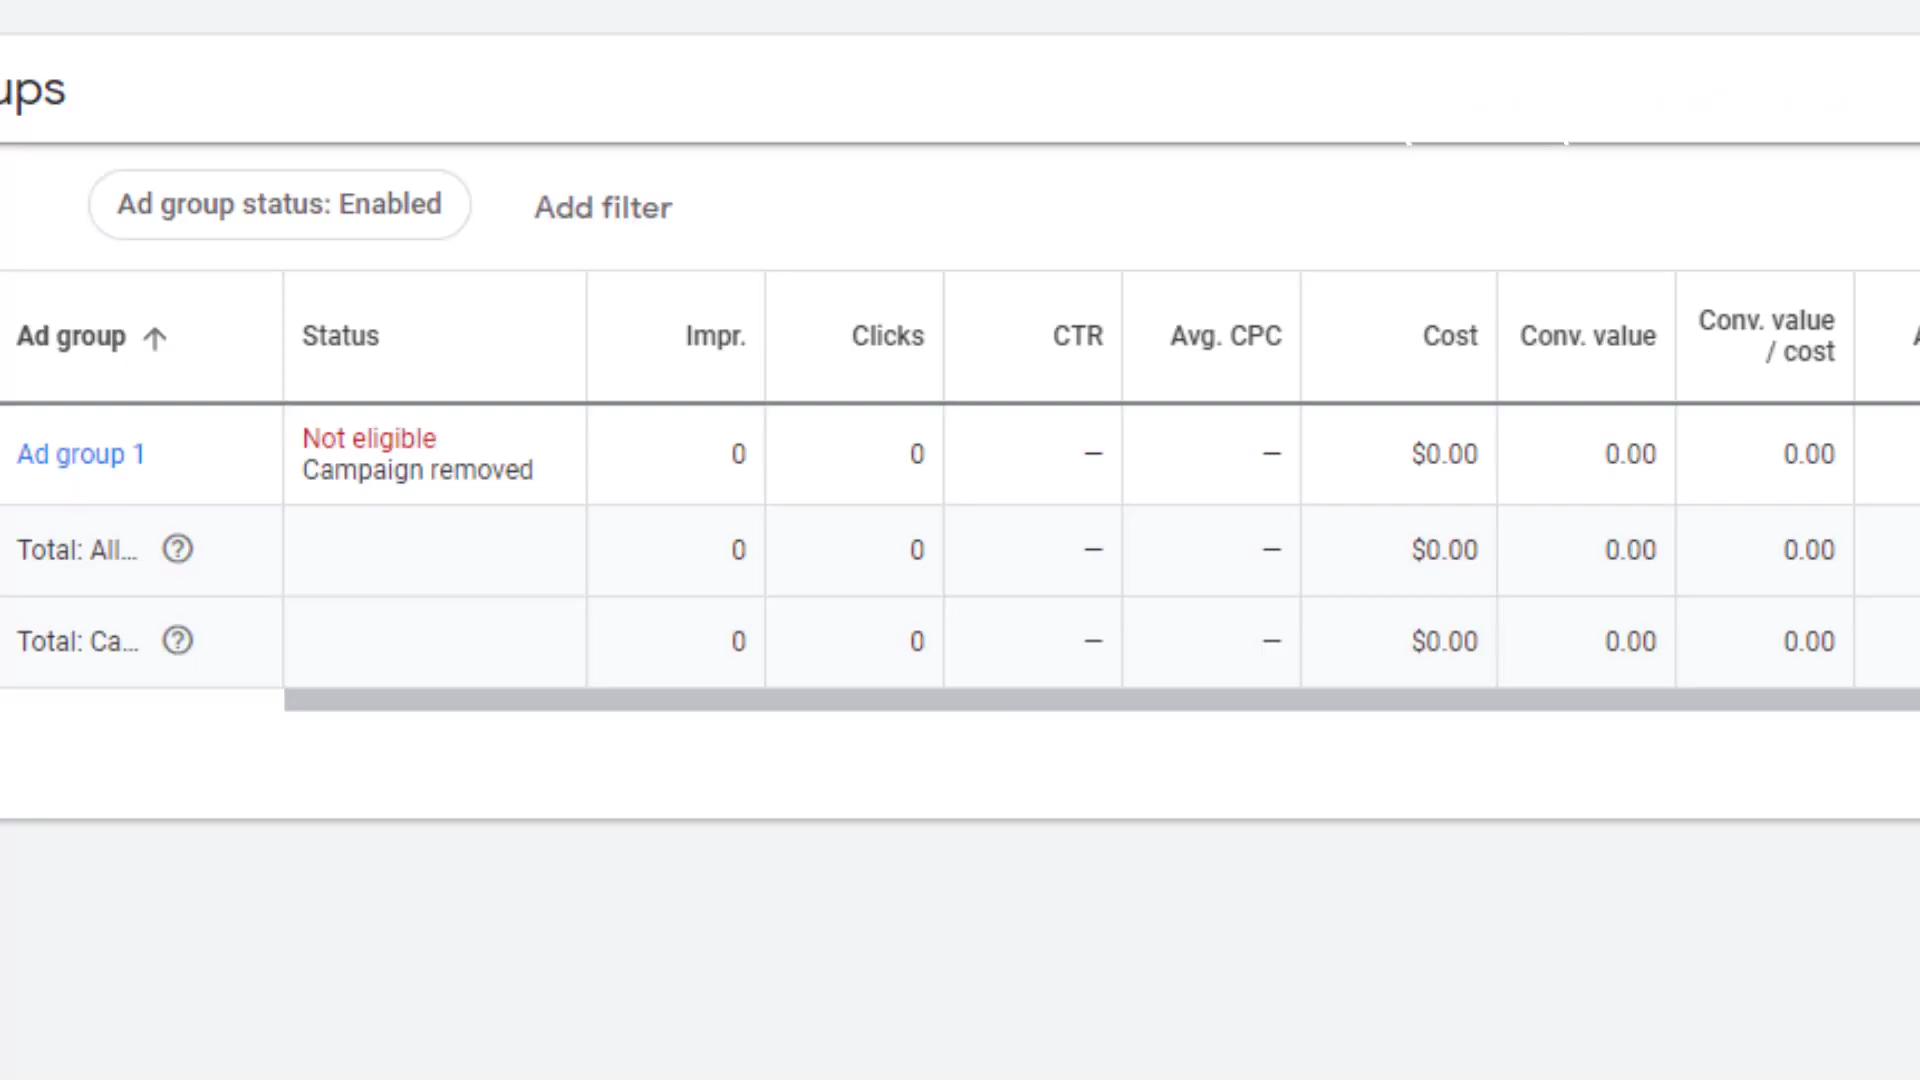 ups
Ad group status: Enabled Add filter
Ad group Status Impr. Clicks CTR Avg. CPC Cost Conv. value Conv. value / cost
Ad group 1 Not eligible Campaign removed 0 0 – – $0.00 0.00 0.00
Total: All... 0 0 – – $0.00 0.00 0.00
Total: Ca... 0 0 – – $0.00 0.00 0.00